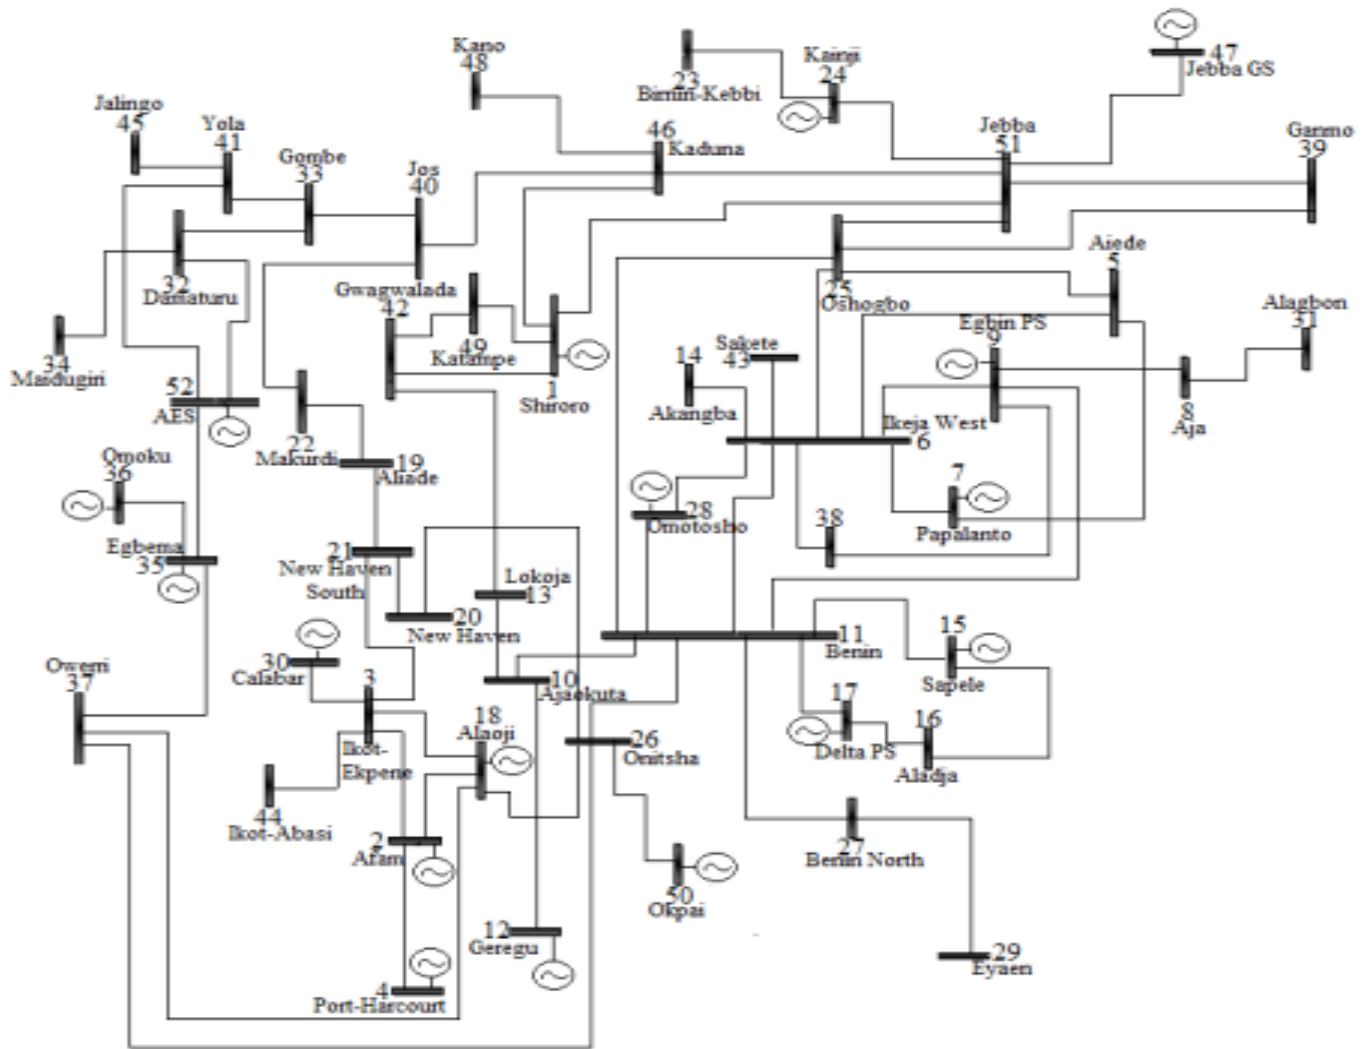 Kano
48
23
Birnin-Kebbi
Kainji
24
47
Jebba GS
Jalingo
45
Yola
41
Gombe
33
Jos
40
46
Kaduna
Jebba
51
Ganmo
39
32
Damaturu
34
Maidugiri
Gwagwalada
42
49
Katampe
1
Shiroro
25
Oshogbo
Aiede
5
Egbin PS
9
Alagbon
31
8
Aja
Sakete
43
14
Akangba
Ikeja West
6
52
AES
22
Makurdi
19
Aliade
Omoku
36
Egbema
35
21
New Haven
South
20
New Haven
Lokoja
13
28
Omotosho
7
Papalanto
38
11
Benin
15
Sapele
17
Delta PS
16
Aladja
Owerri
37
30
Calabar
3
Ikot-
Ekpene
10
Ajaokuta
18
Alaoji
26
Onitsha
44
Ikot-Abasi
2
Afam
27
Benin North
50
Okpai
12
Geregu
29
Eyaen
4
Port-Harcourt